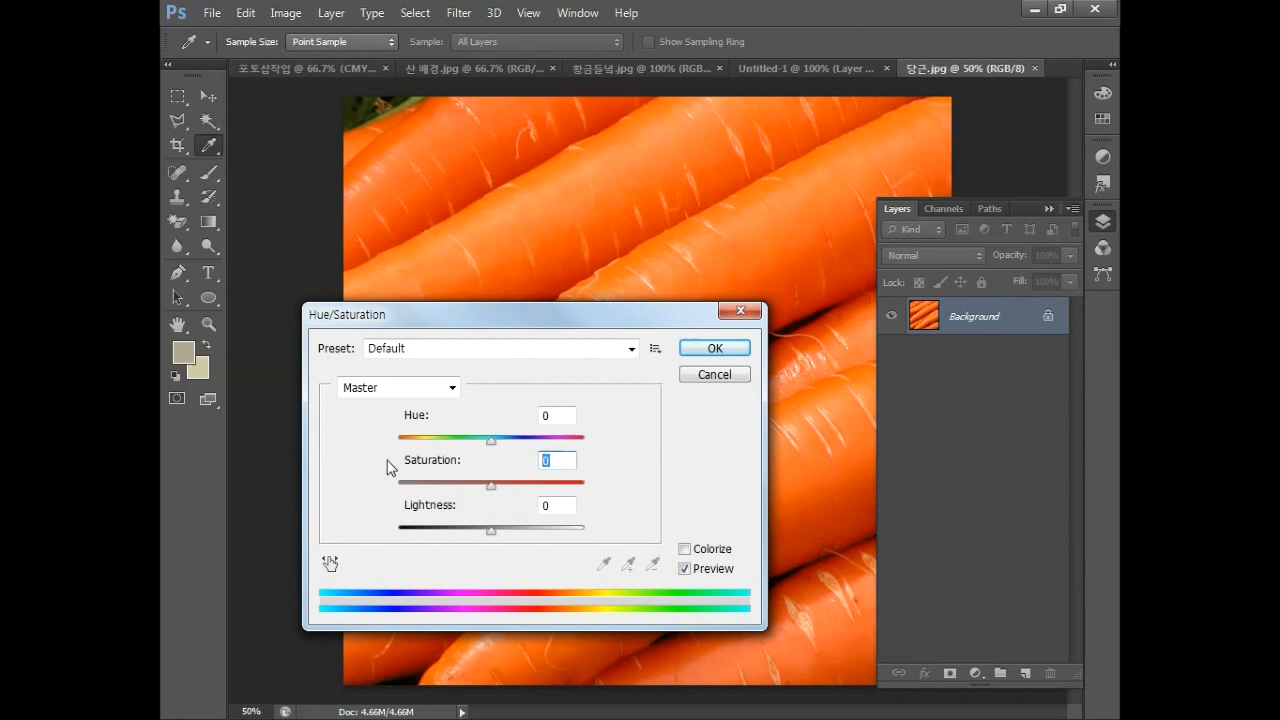 Ps File Edit Image Layer Type Select Filter 3D View Window Help
Sample Size: Point Sample Sample: All Layers Show Sampling Ring
포토샵작업 @ 66.7% (CMY... × 산 배경.jpg @ 66.7% (RGB/... × 황금들녘.jpg @ 100% (RGB... × Untitled-1 @ 100% (Layer ... × 당근.jpg @ 50% (RGB/8) ×
Layers Channels Paths
Kind
Normal Opacity: 100%
Lock: Fill: 100%
Background
Hue/Saturation
Preset: Default OK
Cancel
Master
Hue: 0
Saturation: 0
Lightness: 0
Colorize
Preview
fx
50% Doc: 4.66M/4.66M